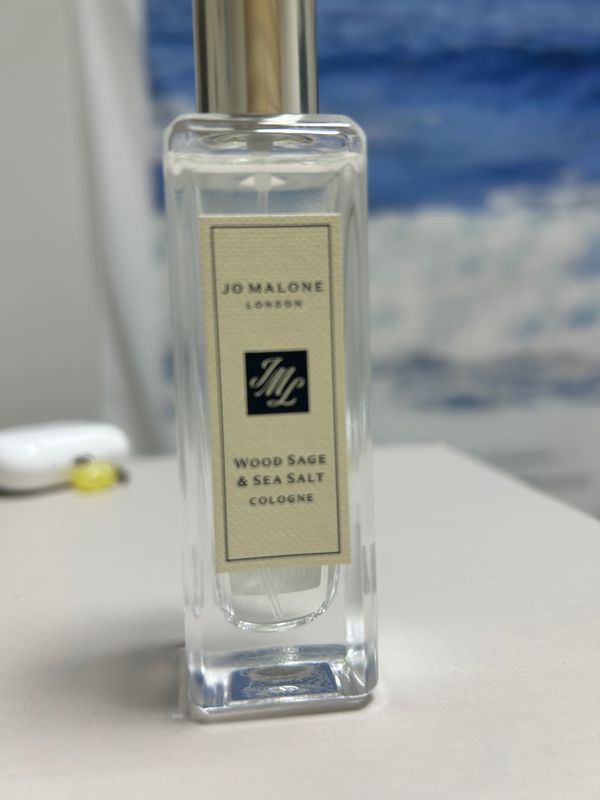 JO MALONE
LONDON
JML
WOOD SAGE
& SEA SALT
COLOGNE